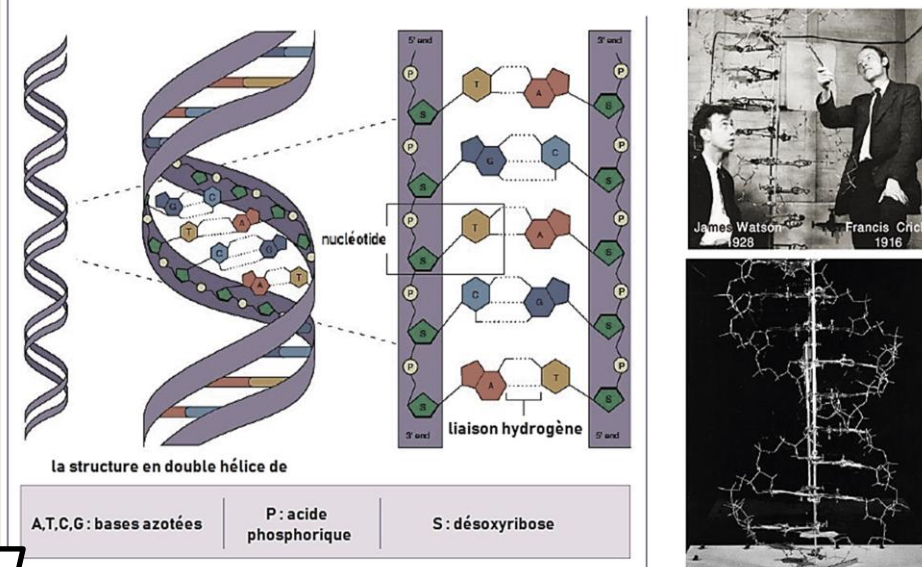 5' end
3' end
P
P
T
A
S
S
P
P
G
C
S
S
G
C
P
P
A
T
T
A
nucléotide
C
G
S
S
A
T
P
P
C
G
S
S
P
P
A
T
S
S
liaison hydrogène
3' end
5' end
la structure en double hélice de
A,T,C,G : bases azotées
P : acide
phosphorique
S : désoxyribose
James Watson
1928
Francis Cric
1916